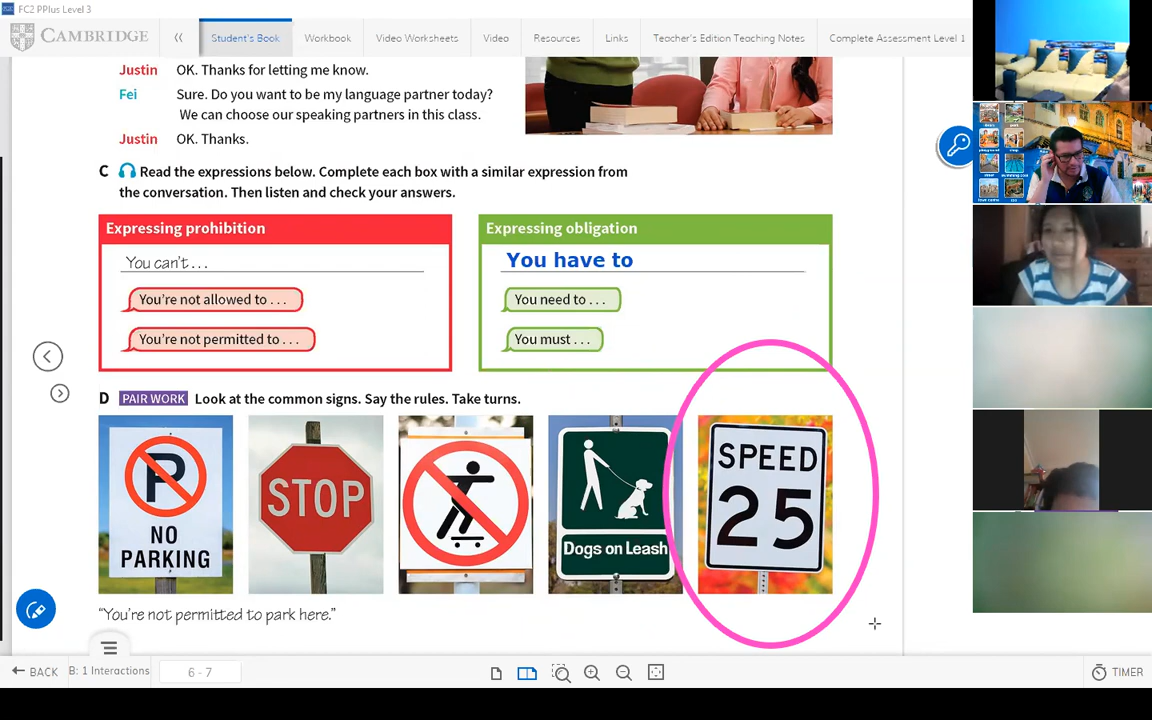 FC2 PPlus Level 3
CAMBRIDGE
Student's Book
Workbook
Video Worksheets
Video
Resources
Links
Teacher's Edition Teaching Notes
Complete Assessment Level 1
Justin OK. Thanks for letting me know.
Fei Sure. Do you want to be my language partner today?
We can choose our speaking partners in this class.
Justin OK. Thanks.
C Read the expressions below. Complete each box with a similar expression from
the conversation. Then listen and check your answers.
Expressing prohibition
You can't . . .
You're not allowed to . . .
You're not permitted to . . .
Expressing obligation
You have to
You need to . . .
You must . . .
D PAIR WORK Look at the common signs. Say the rules. Take turns.
P
NO
PARKING
STOP
Dogs on Leash
SPEED
25
"You're not permitted to park here."
BACK
B: 1 Interactions
6 - 7
TIMER